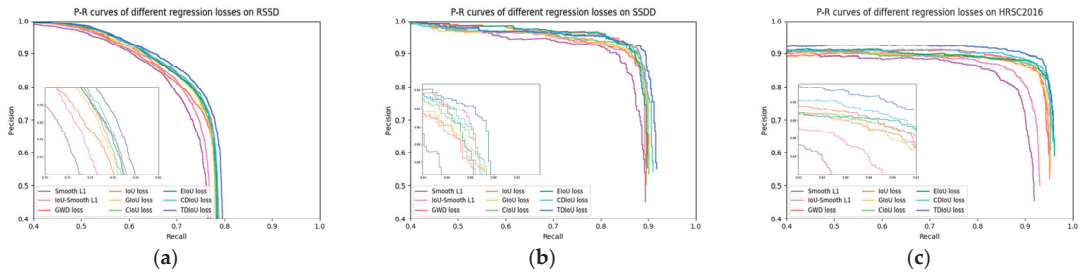 P-R curves of different regression losses on RSSD
Pecision
1.0
0.9
0.8
0.7
0.6
0.5
0.4
Smooth L1
IoU-Smooth L1
GWD loss
IoU loss
GIoU loss
CIoU loss
EIoU loss
CDIoU loss
TDIoU loss
0.4 0.5 0.6 0.7 0.8 0.9 1.0
Recall
(a)
P-R curves of different regression losses on SSDD
Pecision
1.0
0.9
0.8
0.7
0.6
0.5
0.4
Smooth L1
IoU-Smooth L1
GWD loss
IoU loss
GIoU loss
CIoU loss
EIoU loss
CDIoU loss
TDIoU loss
0.4 0.5 0.6 0.7 0.8 0.9 1.0
Recall
(b)
P-R curves of different regression losses on HRSC2016
Pecision
1.0
0.9
0.8
0.7
0.6
0.5
0.4
Smooth L1
IoU-Smooth L1
GWD loss
IoU loss
GIoU loss
CIoU loss
EIoU loss
CDIoU loss
TDIoU loss
0.4 0.5 0.6 0.7 0.8 0.9 1.0
Recall
(c)